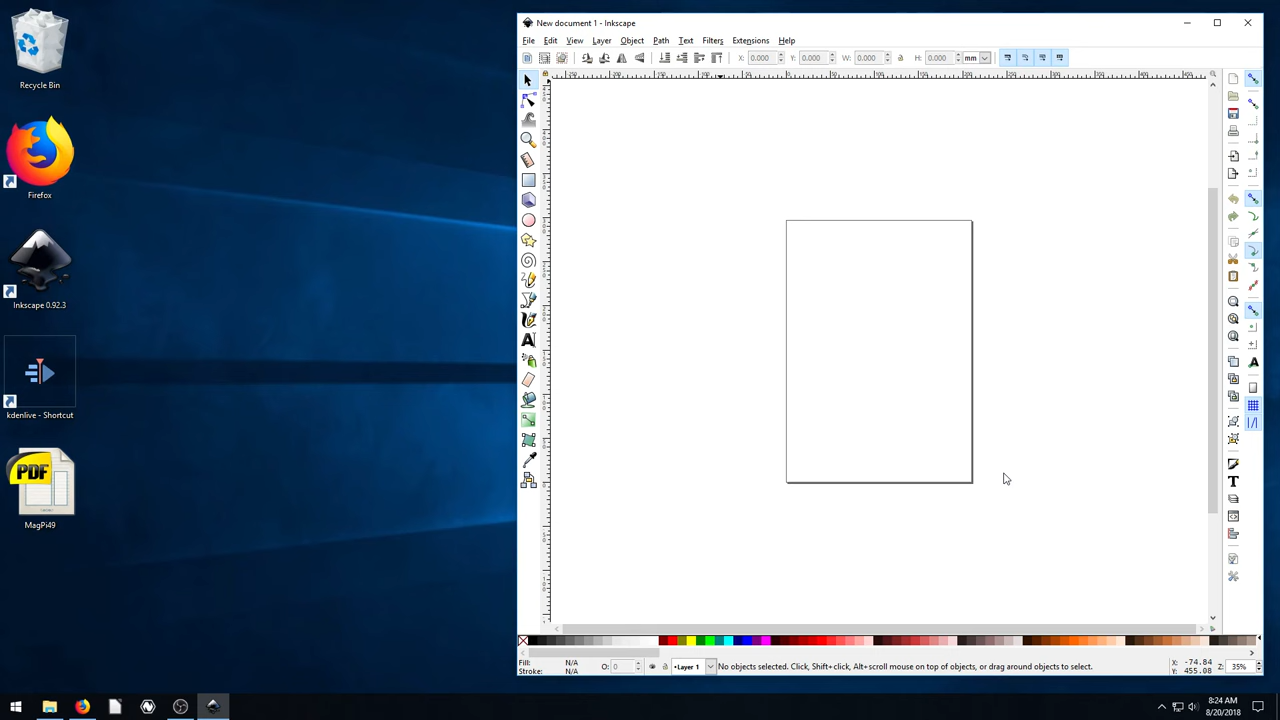 Recycle Bin
Firefox
Inkscape 0.92.3
kdenlive - Shortcut
PDF
MagPi49
New document 1 - Inkscape
File Edit View Layer Object Path Text Filters Extensions Help
X: 0.000 Y: 0.000 W: 0.000 H: 0.000 mm
Fill: N/A
Stroke: N/A
O: 0
•Layer 1
No objects selected. Click, Shift+click, Alt+scroll mouse on top of objects, or drag around objects to select.
X: -74.84
Y: 455.08
Z: 35%
8:24 AM
8/20/2018